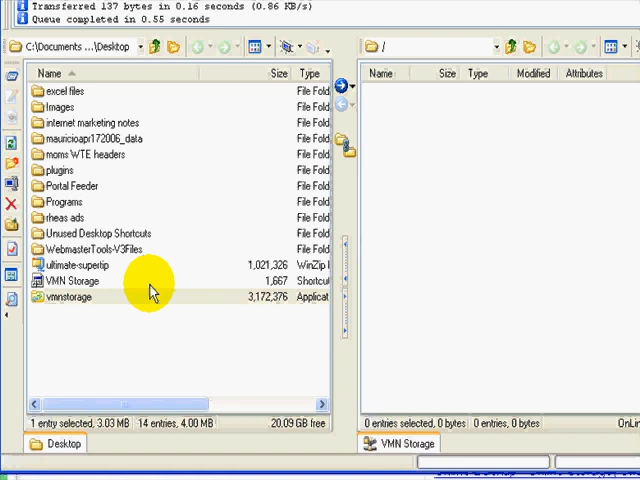 Transferred 137 bytes in 0.16 seconds (0.86 KB/s)
Queue completed in 0.55 seconds
C:\Documents ...\Desktop
/
Name Size Type
Name Size Type Modified Attributes
excel files File Fold
Images File Fold
internet marketing notes File Fold
mauricioapr172006_data File Fold
moms WTE headers File Fold
plugins File Fold
Portal Feeder File Fold
Programs File Fold
rheas ads File Fold
Unused Desktop Shortcuts File Fold
WebmasterTools-V3Files File Fold
ultimate-supertip 1,021,326 WinZip
VMN Storage 1,667 Shortcu
vmnstorage 3,172,376 Applicat
1 entry selected, 3.03 MB 14 entries, 4.00 MB 20.09 GB free
0 entries selected, 0 bytes 0 entries, 0 bytes OnLin
Desktop
VMN Storage